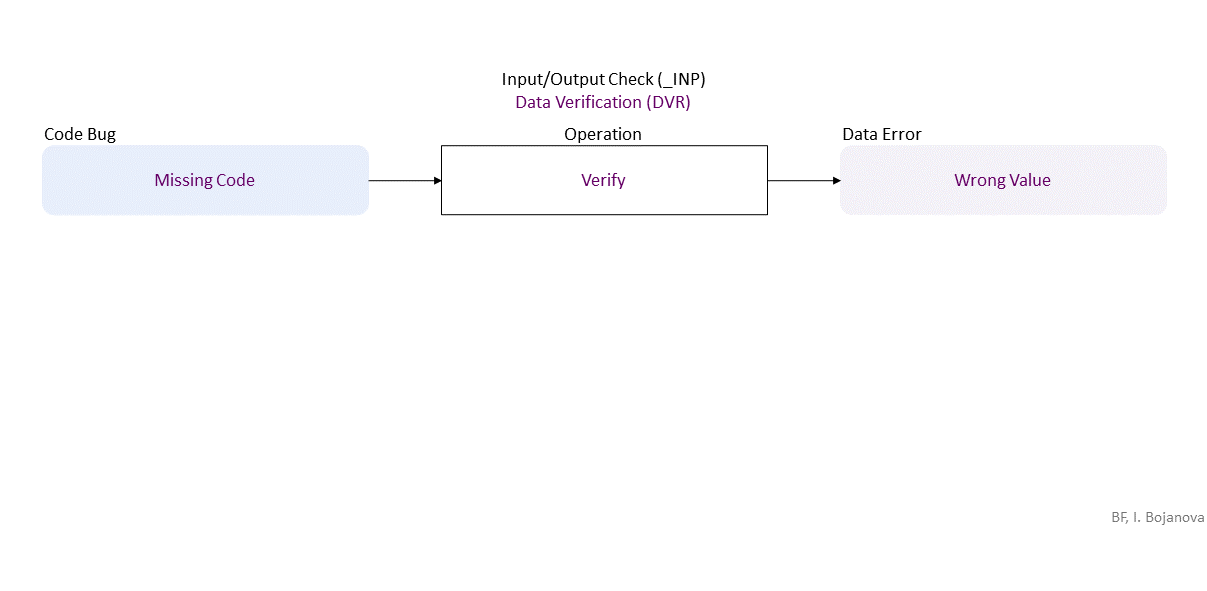 Input/Output Check (_INP)
Data Verification (DVR)
Code Bug
Operation
Data Error
Missing Code
Verify
Wrong Value
BF, I. Bojanova